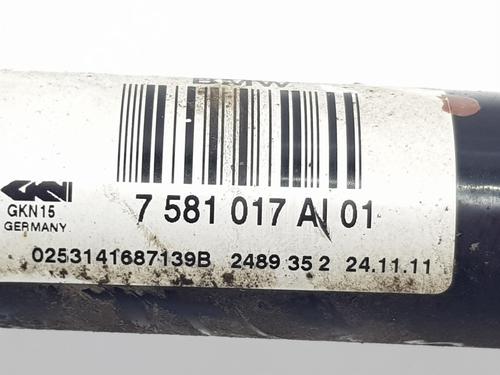 BMW
GKN
GKN15
GERMANY
7 581 017 AI 01
0253141687139B 2489 35 2 24.11.11